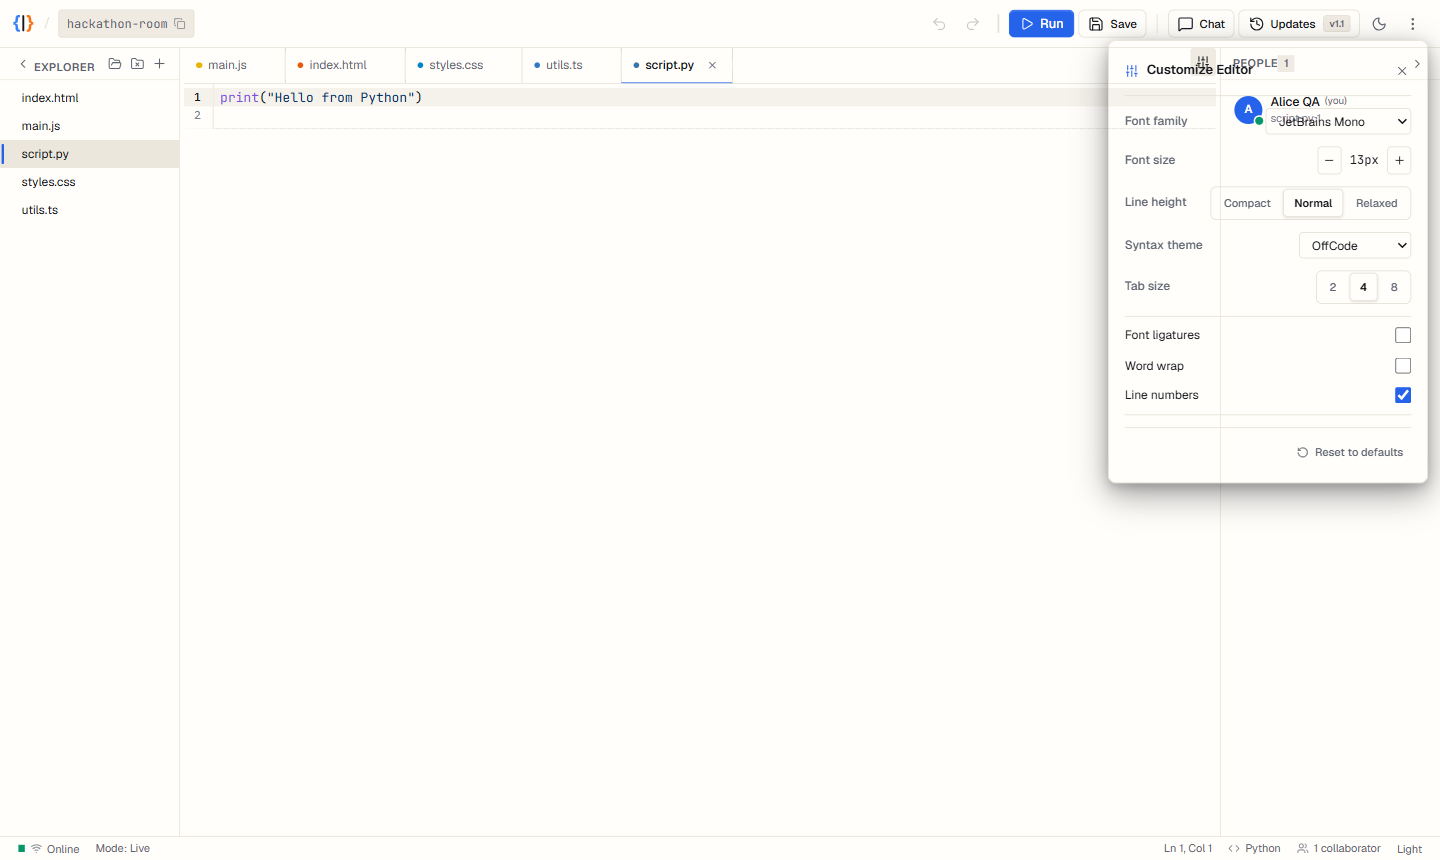 {|} / hackathon-room
Run
Save
Chat
Updates v1.1
EXPLORER
index.html
main.js
script.py
styles.css
utils.ts
main.js
index.html
styles.css
utils.ts
script.py
1 print("Hello from Python")
2
Customize Editor
PEOPLE 1
Alice QA (you)
A
script.py:1
Font family JetBrains Mono
Font size 13px
Line height Compact Normal Relaxed
Syntax theme OffCode
Tab size 2 4 8
Font ligatures
Word wrap
Line numbers
Reset to defaults
Online Mode: Live
Ln 1, Col 1 Python 1 collaborator Light